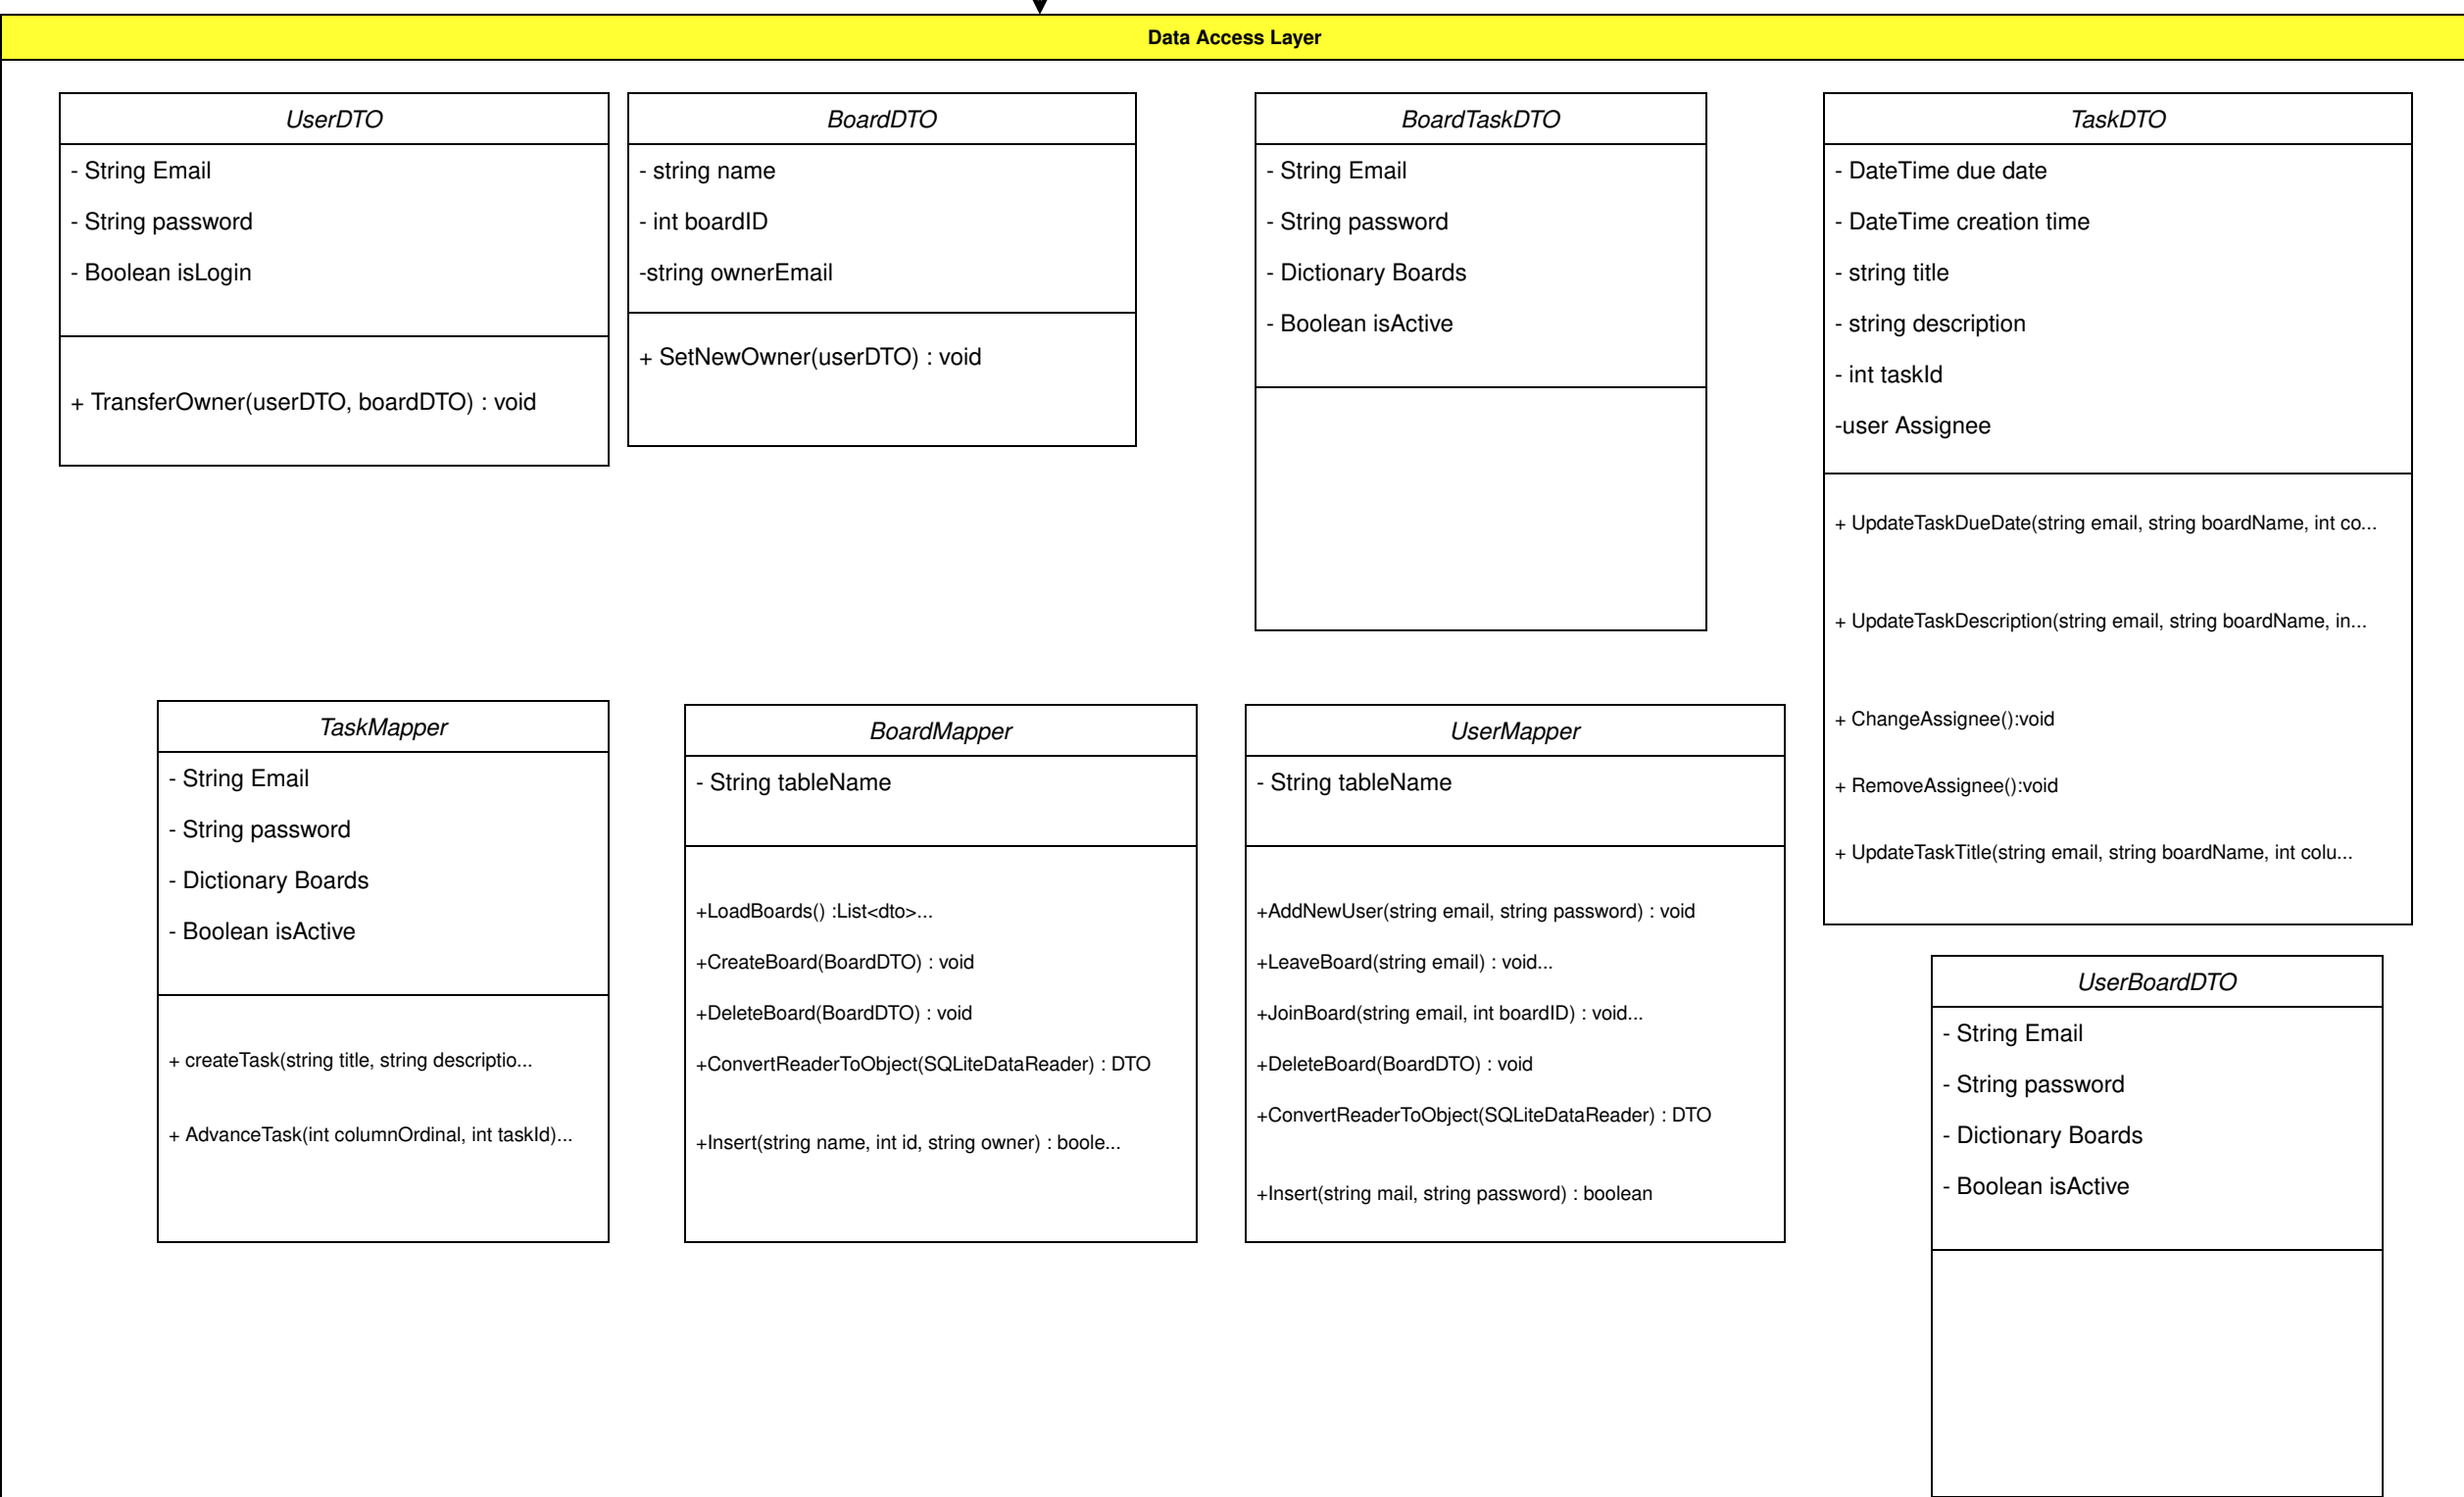 Data Access Layer
UserDTO
- String Email
- String password
- Boolean isLogin
+ TransferOwner(userDTO, boardDTO) : void
BoardDTO
- string name
- int boardID
-string ownerEmail
+ SetNewOwner(userDTO) : void
BoardTaskDTO
- String Email
- String password
- Dictionary Boards
- Boolean isActive
TaskDTO
- DateTime due date
- DateTime creation time
- string title
- string description
- int taskId
-user Assignee
+ UpdateTaskDueDate(string email, string boardName, int co...
+ UpdateTaskDescription(string email, string boardName, in...
+ ChangeAssignee():void
+ RemoveAssignee():void
+ UpdateTaskTitle(string email, string boardName, int colu...
TaskMapper
- String Email
- String password
- Dictionary Boards
- Boolean isActive
+ createTask(string title, string descriptio...
+ AdvanceTask(int columnOrdinal, int taskId)...
BoardMapper
- String tableName
+LoadBoards() :List<dto>...
+CreateBoard(BoardDTO) : void
+DeleteBoard(BoardDTO) : void
+ConvertReaderToObject(SQLiteDataReader) : DTO
+Insert(string name, int id, string owner) : boole...
UserMapper
- String tableName
+AddNewUser(string email, string password) : void
+LeaveBoard(string email) : void...
+JoinBoard(string email, int boardID) : void...
+DeleteBoard(BoardDTO) : void
+ConvertReaderToObject(SQLiteDataReader) : DTO
+Insert(string mail, string password) : boolean
UserBoardDTO
- String Email
- String password
- Dictionary Boards
- Boolean isActive